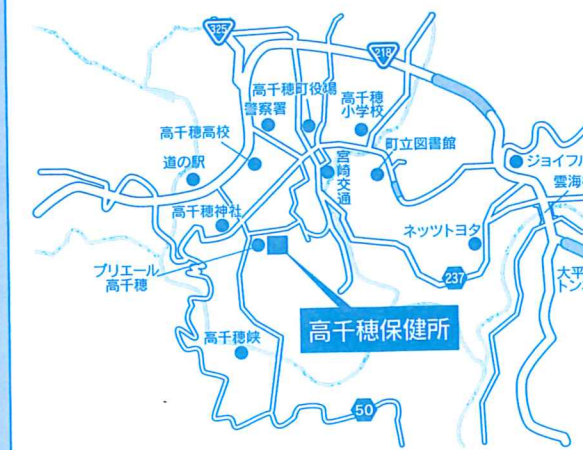 325
218
高千穂町役場
警察署
高千穂
小学校
高千穂高校
町立図書館
道の駅
宮崎交通
ジョイフル
雲海
高千穂神社
ネッツトヨタ
プリエール
高千穂
237
大平
トン
高千穂保健所
高千穂峡
50